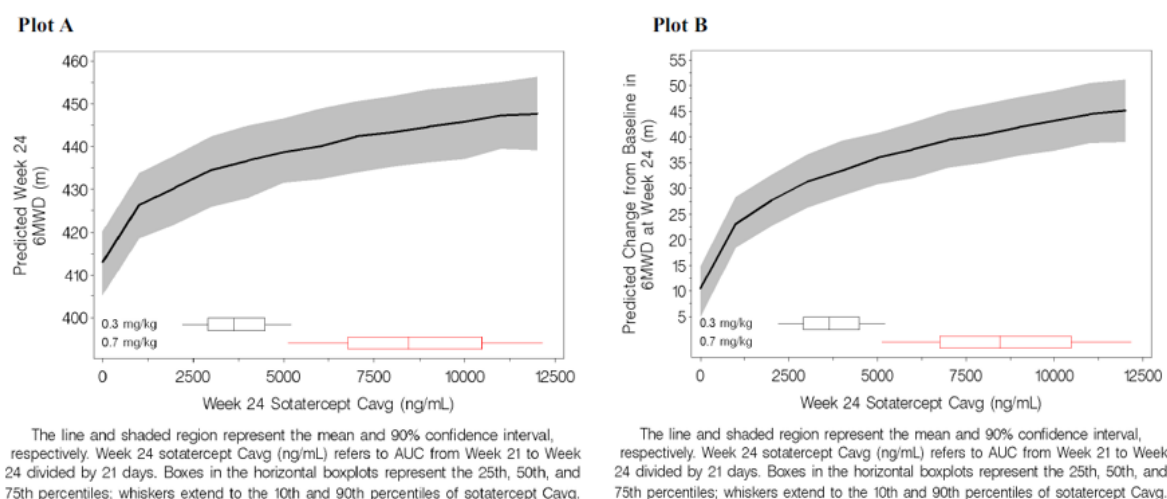 Plot A
460
450
440
430
420
410
400
Predicted Week 24
6MWD (m)
0.3 mg/kg
0.7 mg/kg
0 2500 5000 7500 10000 12500
Week 24 Sotatercept Cavg (ng/mL)
The line and shaded region represent the mean and 90% confidence interval,
respectively. Week 24 sotatercept Cavg (ng/mL) refers to AUC from Week 21 to Week
24 divided by 21 days. Boxes in the horizontal boxplots represent the 25th, 50th, and
75th percentiles; whiskers extend to the 10th and 90th percentiles of sotatercept Cavg.
Plot B
55
50
45
40
35
30
25
20
15
10
5
Predicted Change from Baseline in
6MWD at Week 24 (m)
0.3 mg/kg
0.7 mg/kg
0 2500 5000 7500 10000 12500
Week 24 Sotatercept Cavg (ng/mL)
The line and shaded region represent the mean and 90% confidence interval,
respectively. Week 24 sotatercept Cavg (ng/mL) refers to AUC from Week 21 to Week
24 divided by 21 days. Boxes in the horizontal boxplots represent the 25th, 50th, and
75th percentiles; whiskers extend to the 10th and 90th percentiles of sotatercept Cavg.